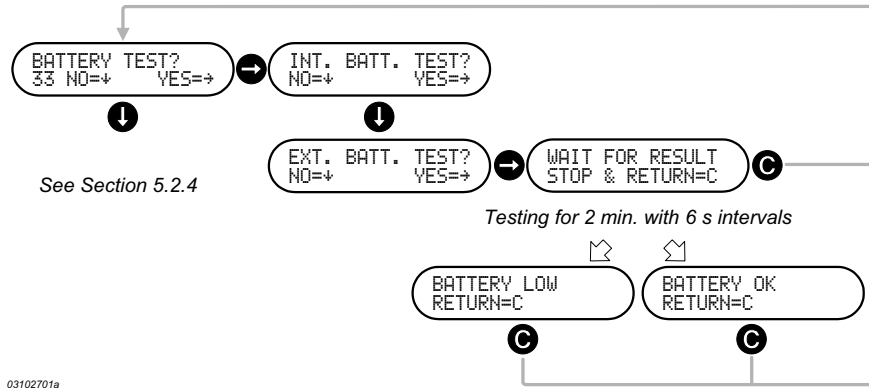 BATTERY TEST?
33 NO=↓ YES=→
INT. BATT. TEST?
NO=↓ YES=→
See Section 5.2.4
EXT. BATT. TEST?
NO=↓ YES=→
WAIT FOR RESULT
STOP & RETURN=C
C
Testing for 2 min. with 6 s intervals
BATTERY LOW
RETURN=C
BATTERY OK
RETURN=C
C
C
03102701a